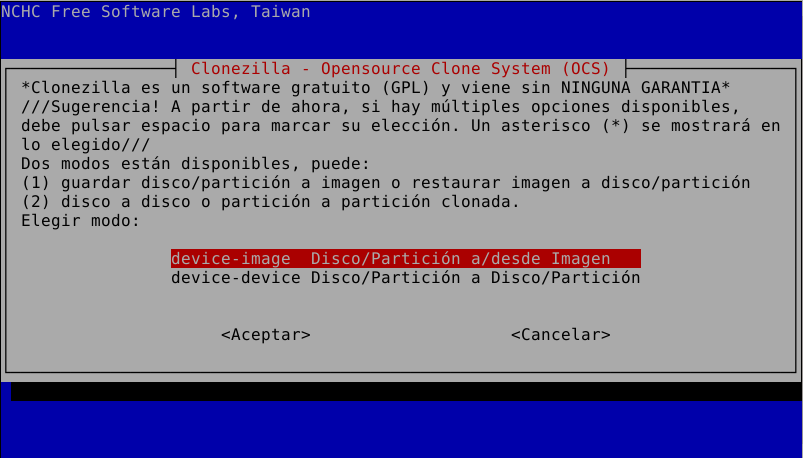 NCHC Free Software Labs, Taiwan
Clonezilla - Opensource Clone System (OCS)
*Clonezilla es un software gratuito (GPL) y viene sin NINGUNA GARANTIA*
///Sugerencia! A partir de ahora, si hay múltiples opciones disponibles,
debe pulsar espacio para marcar su elección. Un asterisco (*) se mostrará en
lo elegido///
Dos modos están disponibles, puede:
(1) guardar disco/partición a imagen o restaurar imagen a disco/partición
(2) disco a disco o partición a partición clonada.
Elegir modo:
device-image Disco/Partición a/desde Imagen
device-device Disco/Partición a Disco/Partición
<Aceptar> <Cancelar>